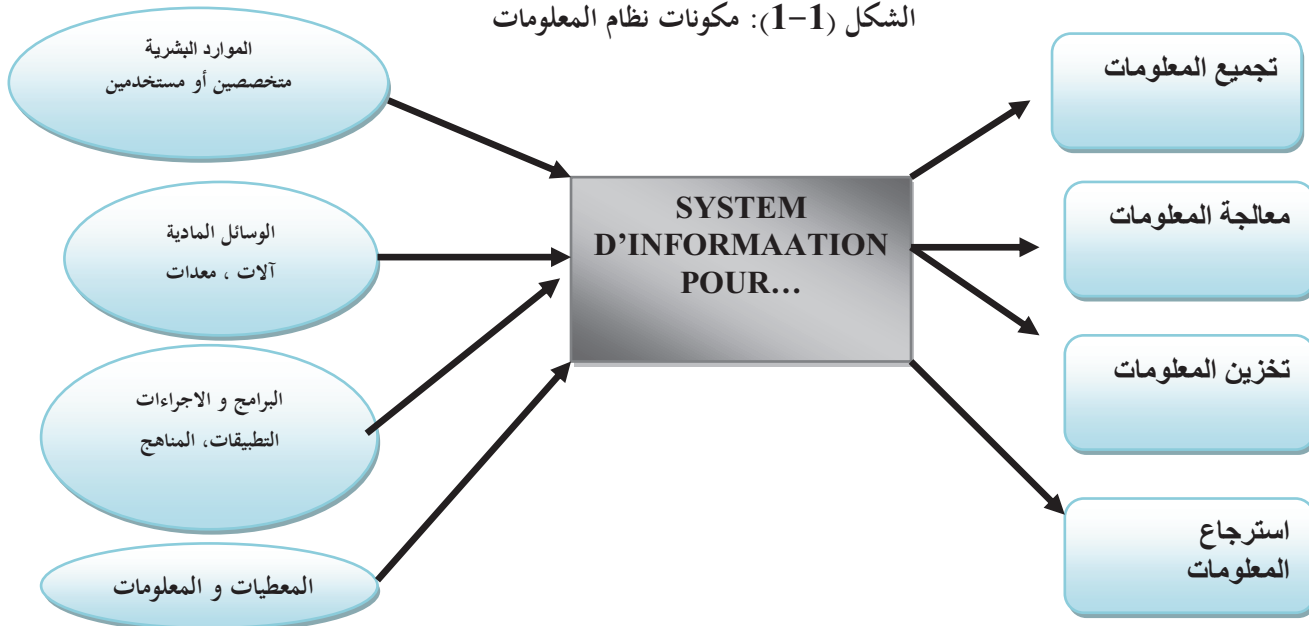 الشكل (1-1): مكونات نظام المعلومات
الموارد البشرية
متخصصين أو مستخدمين
الوسائل المادية
آلات ، معدات
البرامج و الاجراءات
التطبيقات، المناهج
المعطيات و المعلومات
SYSTEM
D’INFORMAATION
POUR…
تجميع المعلومات
معالجة المعلومات
تخزين المعلومات
استرجاع
المعلومات